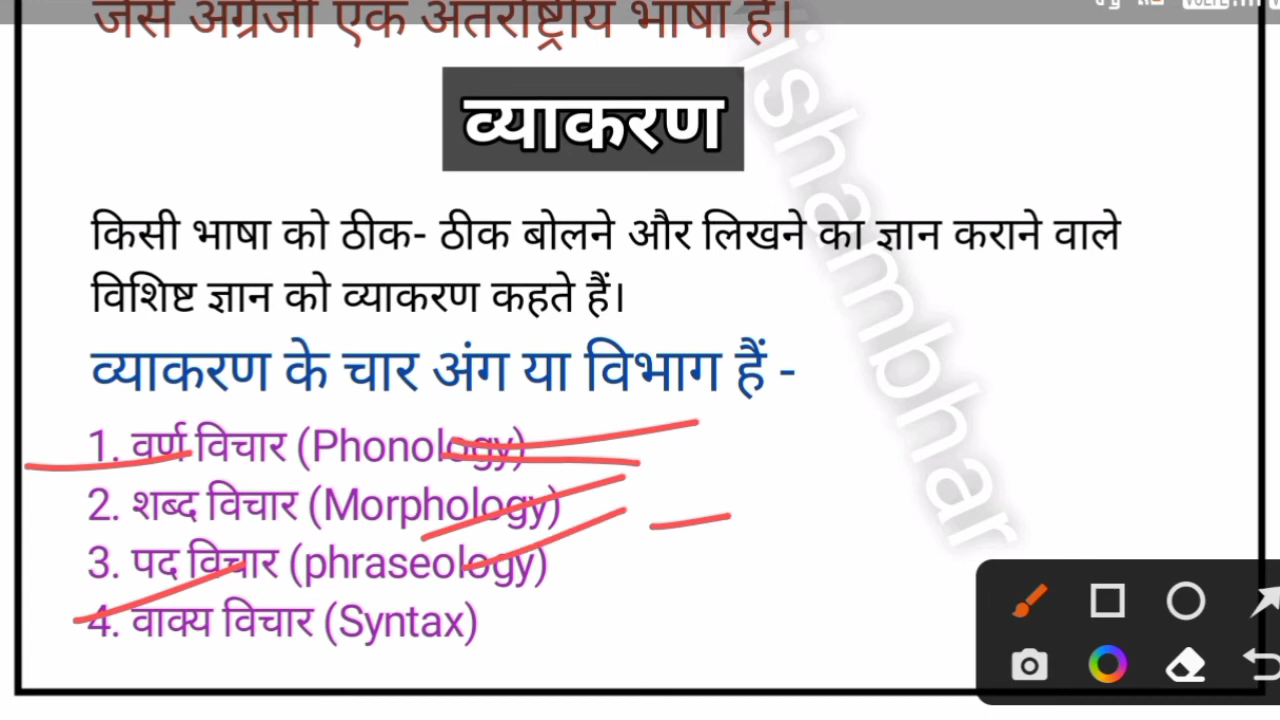 जैसे अंग्रेजी एक अंतर्राष्ट्रीय भाषा है।
व्याकरण
किसी भाषा को ठीक- ठीक बोलने और लिखने का ज्ञान कराने वाले
विशिष्ट ज्ञान को व्याकरण कहते हैं।
व्याकरण के चार अंग या विभाग हैं -
1. वर्ण विचार (Phonology)
2. शब्द विचार (Morphology)
3. पद विचार (phraseology)
4. वाक्य विचार (Syntax)
ishambhar